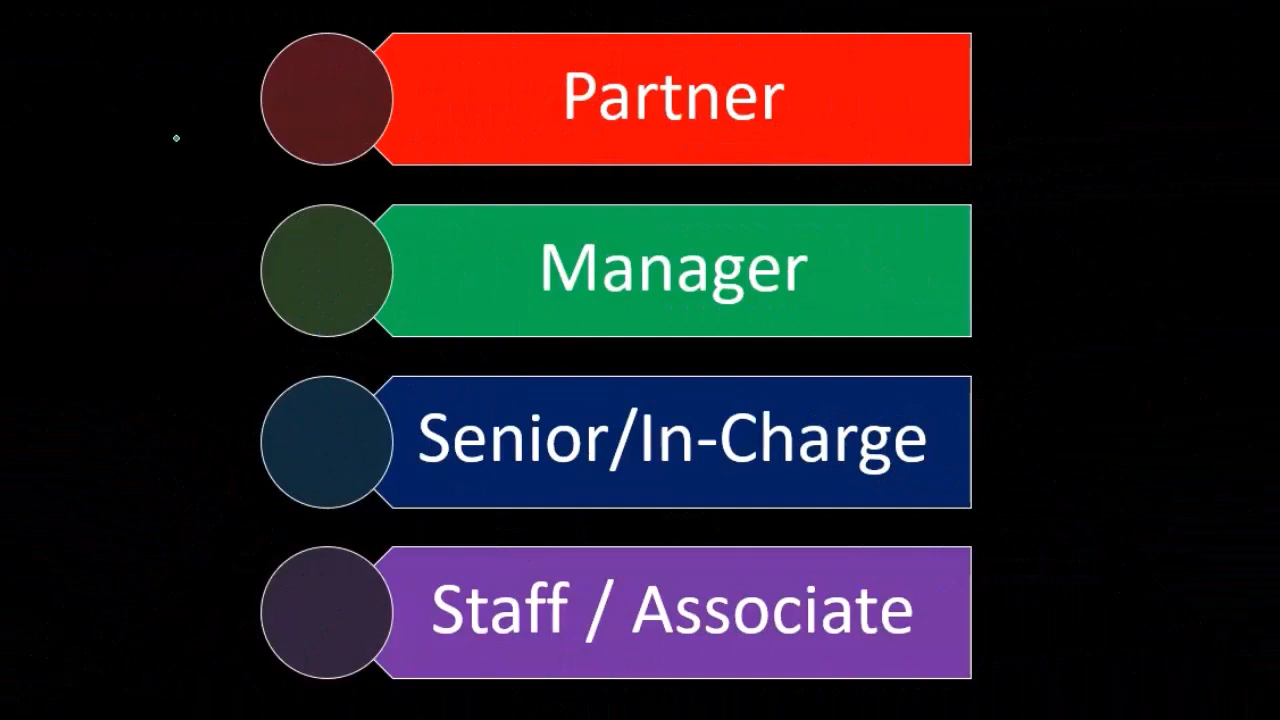 Partner
Manager
Senior/In-Charge
Staff / Associate